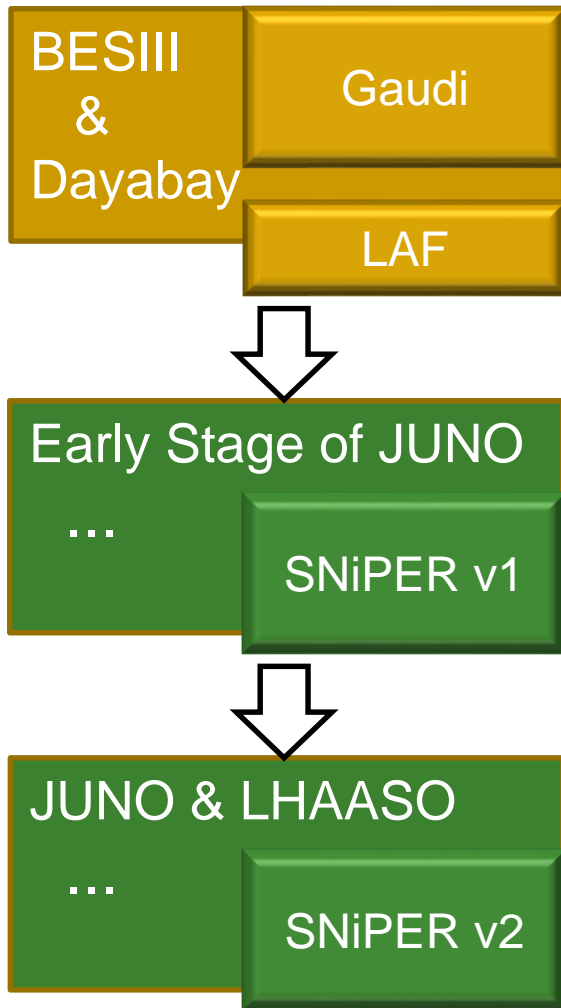 BESIII
&
Dayabay
Gaudi
LAF
Early Stage of JUNO
...
SNiPER v1
JUNO & LHAASO
...
SNiPER v2